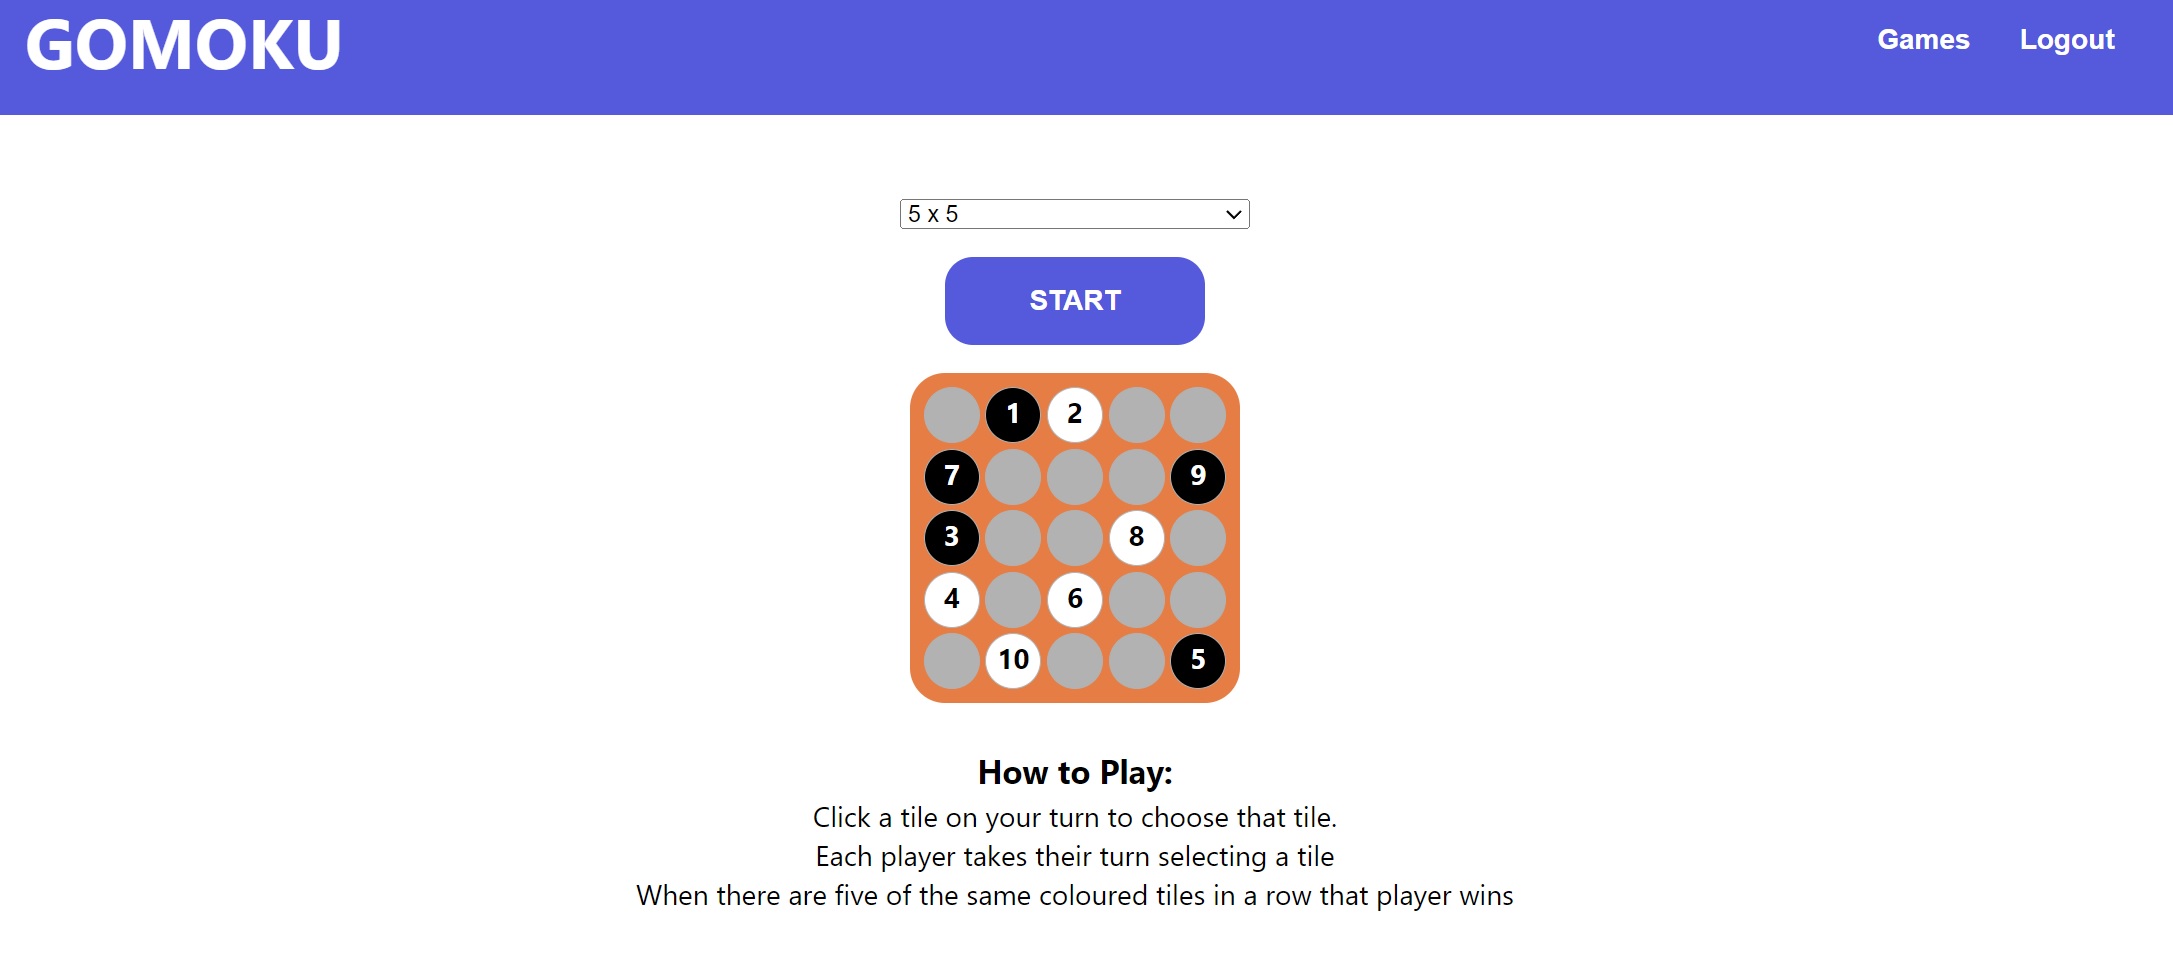 GOMOKU
Games Logout
5 x 5
START
1 2
7 9
3 8
4 6
10 5
How to Play:
Click a tile on your turn to choose that tile.
Each player takes their turn selecting a tile
When there are five of the same coloured tiles in a row that player wins